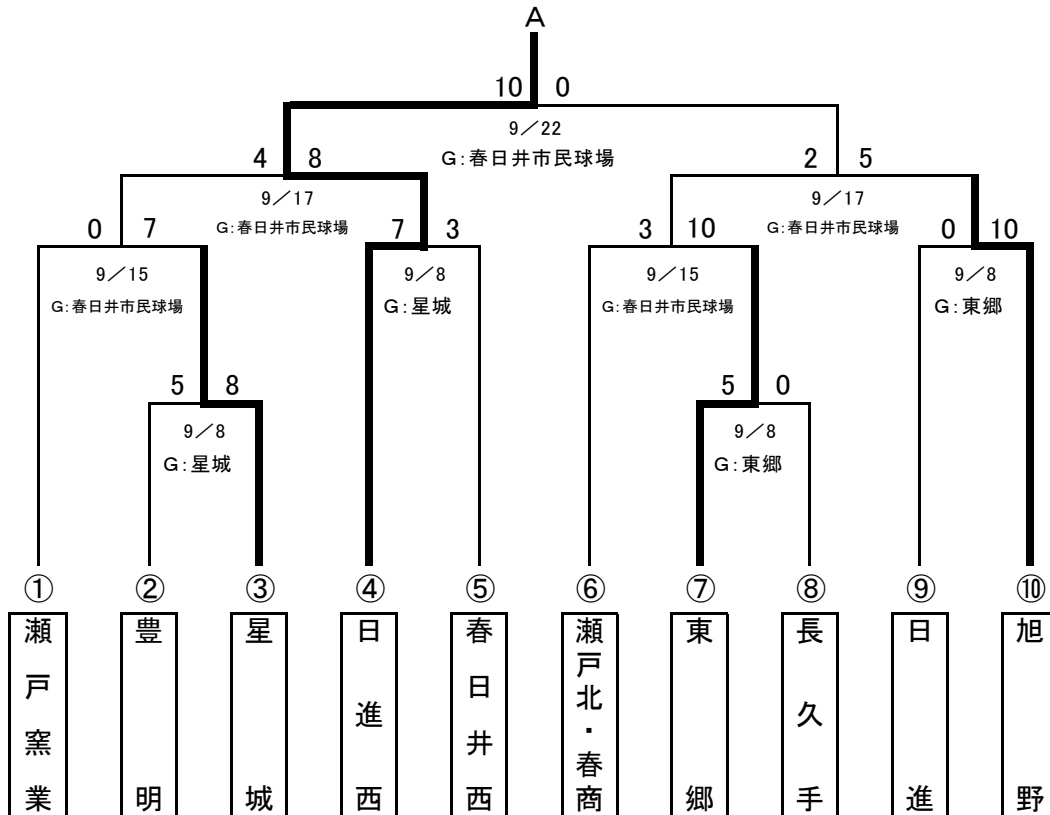 A
10 0
9／22
G:春日井市民球場
4 8
2 5
9／17
G:春日井市民球場
9／17
G:春日井市民球場
0 7
7 3
3 10
0 10
9／15
G:春日井市民球場
9／8
G:星城
9／15
G:春日井市民球場
9／8
G:東郷
5 8
5 0
9／8
G:星城
9／8
G:東郷
① ② ③ ④ ⑤ ⑥ ⑦ ⑧ ⑨ ⑩
瀬戸窯業
豊明
星城
日進西
春日井西
瀬戸北・春商
東郷
長久手
日進
旭野